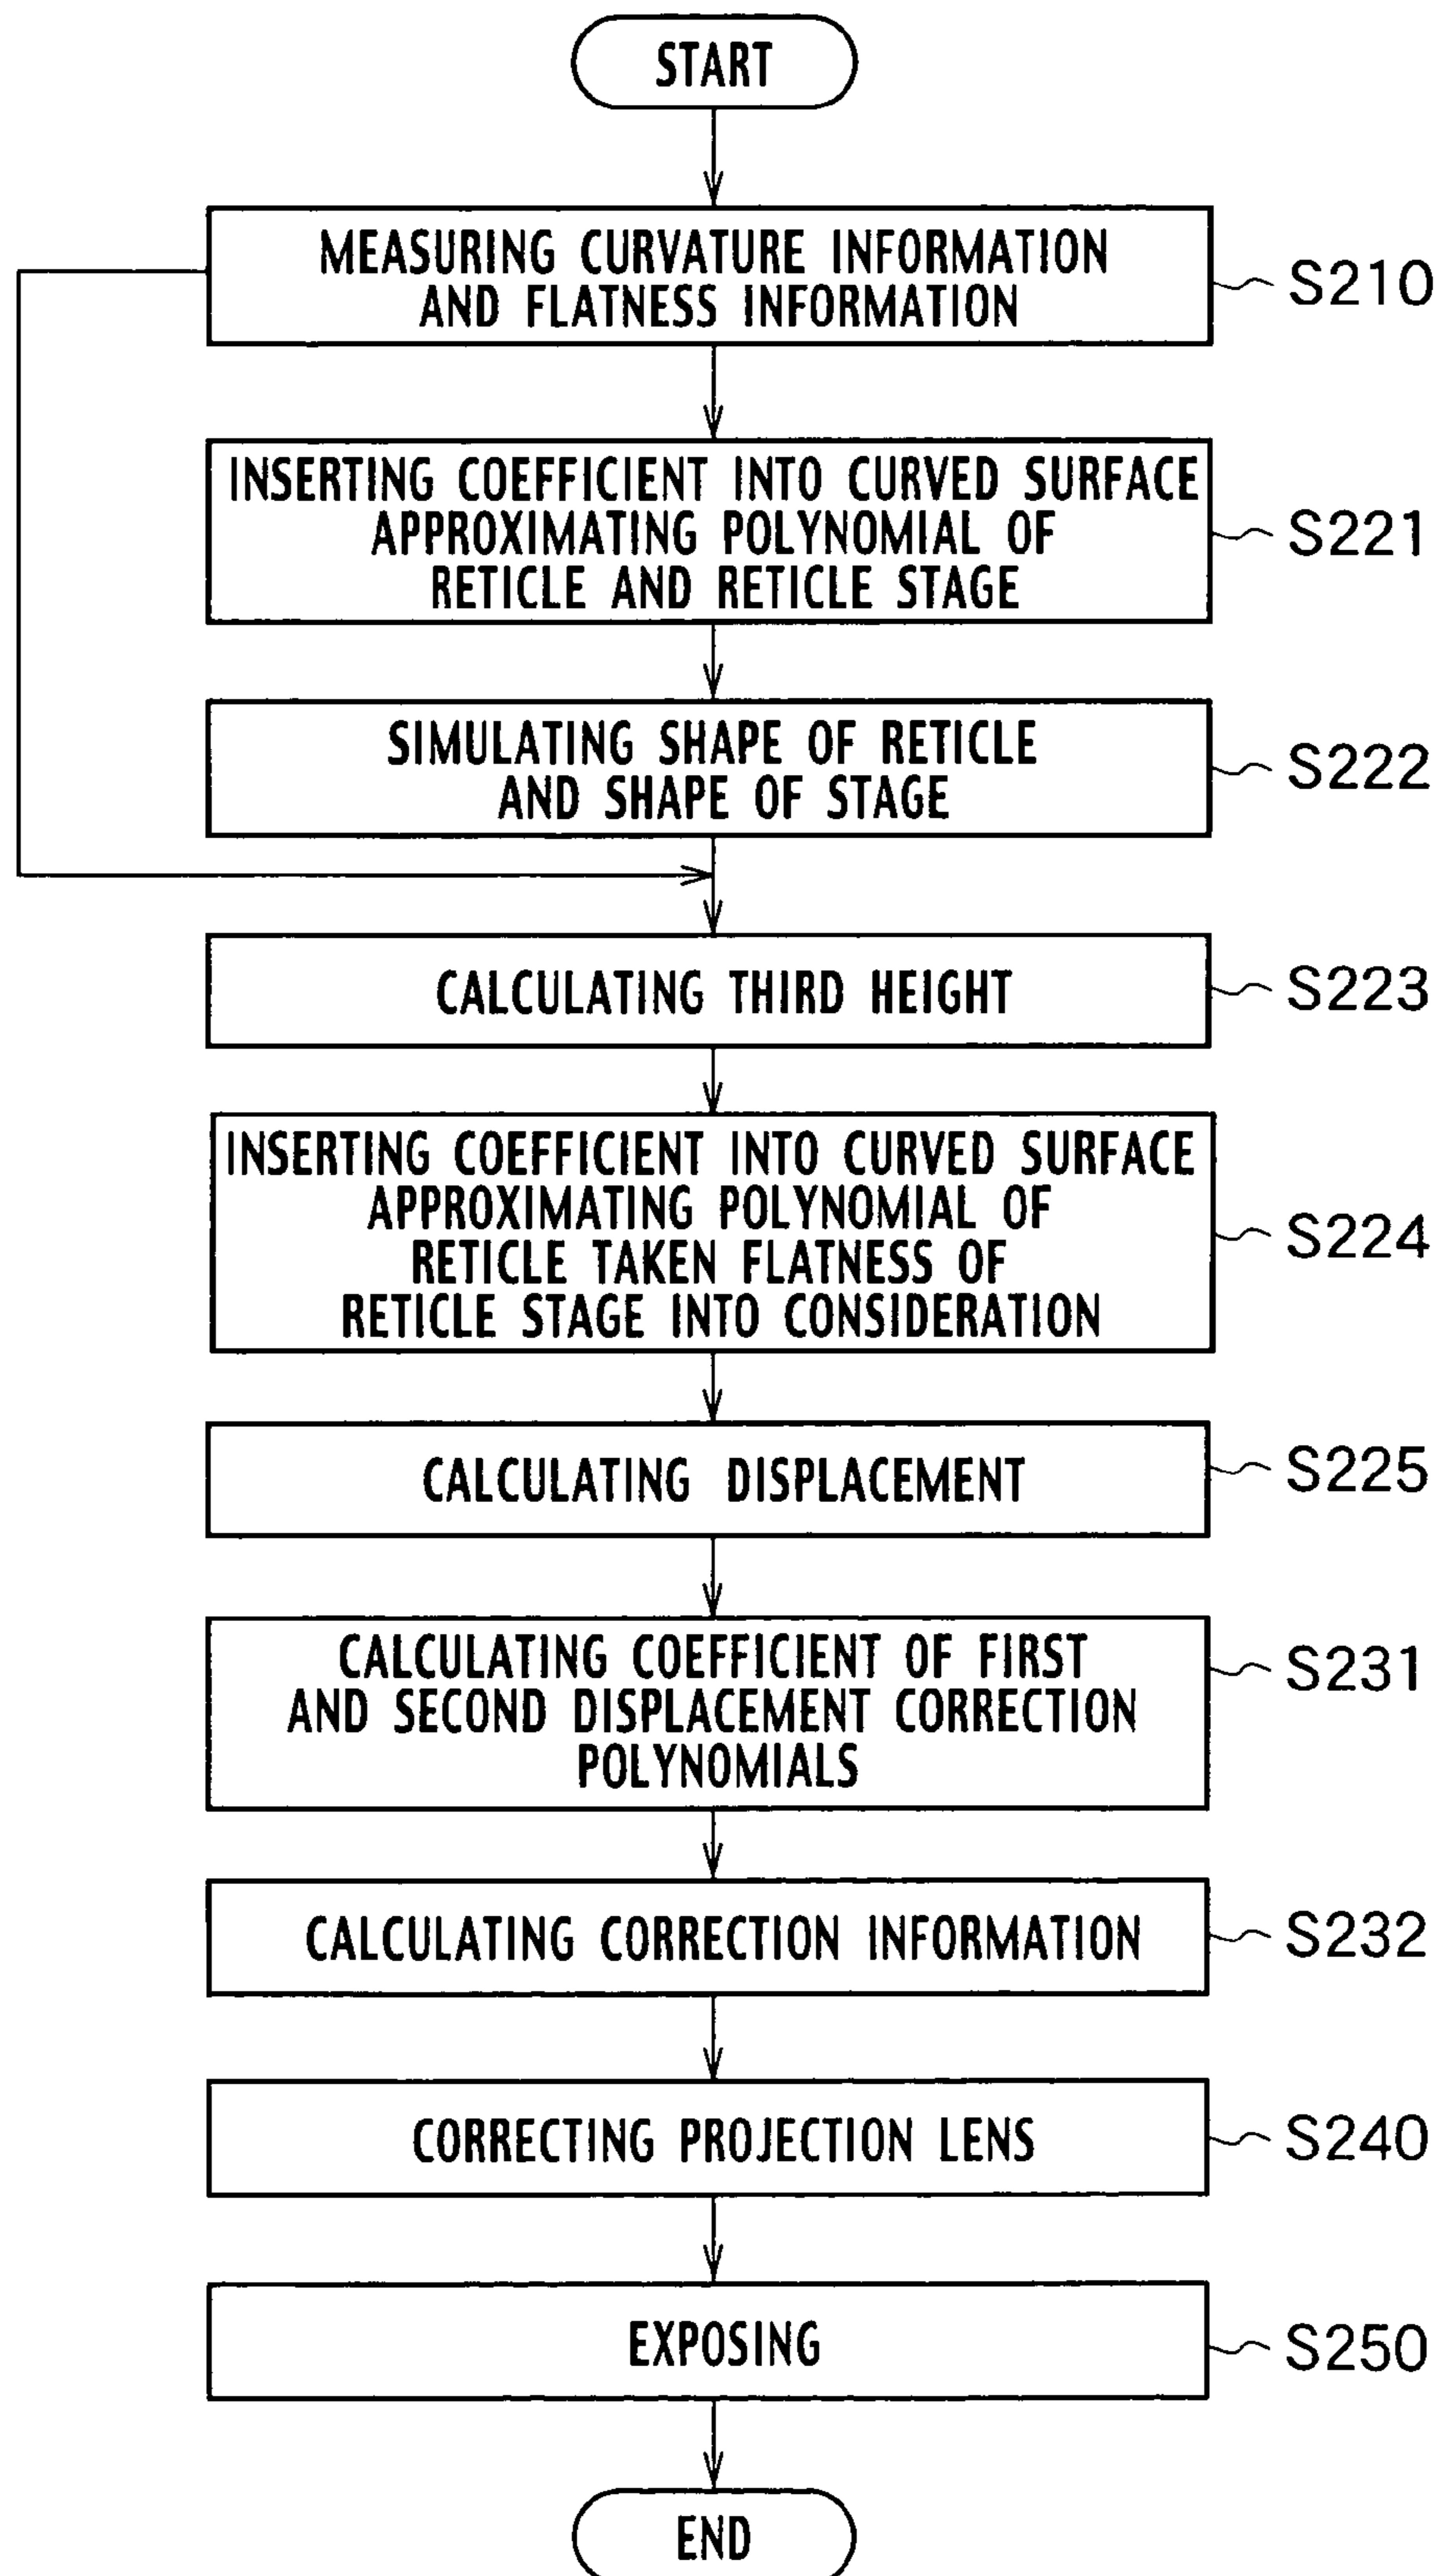 START
MEASURING CURVATURE INFORMATION
AND FLATNESS INFORMATION
S210
INSERTING COEFFICIENT INTO CURVED SURFACE
APPROXIMATING POLYNOMIAL OF
RETICLE AND RETICLE STAGE
S221
SIMULATING SHAPE OF RETICLE
AND SHAPE OF STAGE
S222
CALCULATING THIRD HEIGHT
S223
INSERTING COEFFICIENT INTO CURVED SURFACE
APPROXIMATING POLYNOMIAL OF
RETICLE TAKEN FLATNESS OF
RETICLE STAGE INTO CONSIDERATION
S224
CALCULATING DISPLACEMENT
S225
CALCULATING COEFFICIENT OF FIRST
AND SECOND DISPLACEMENT CORRECTION
POLYNOMIALS
S231
CALCULATING CORRECTION INFORMATION
S232
CORRECTING PROJECTION LENS
S240
EXPOSING
S250
END